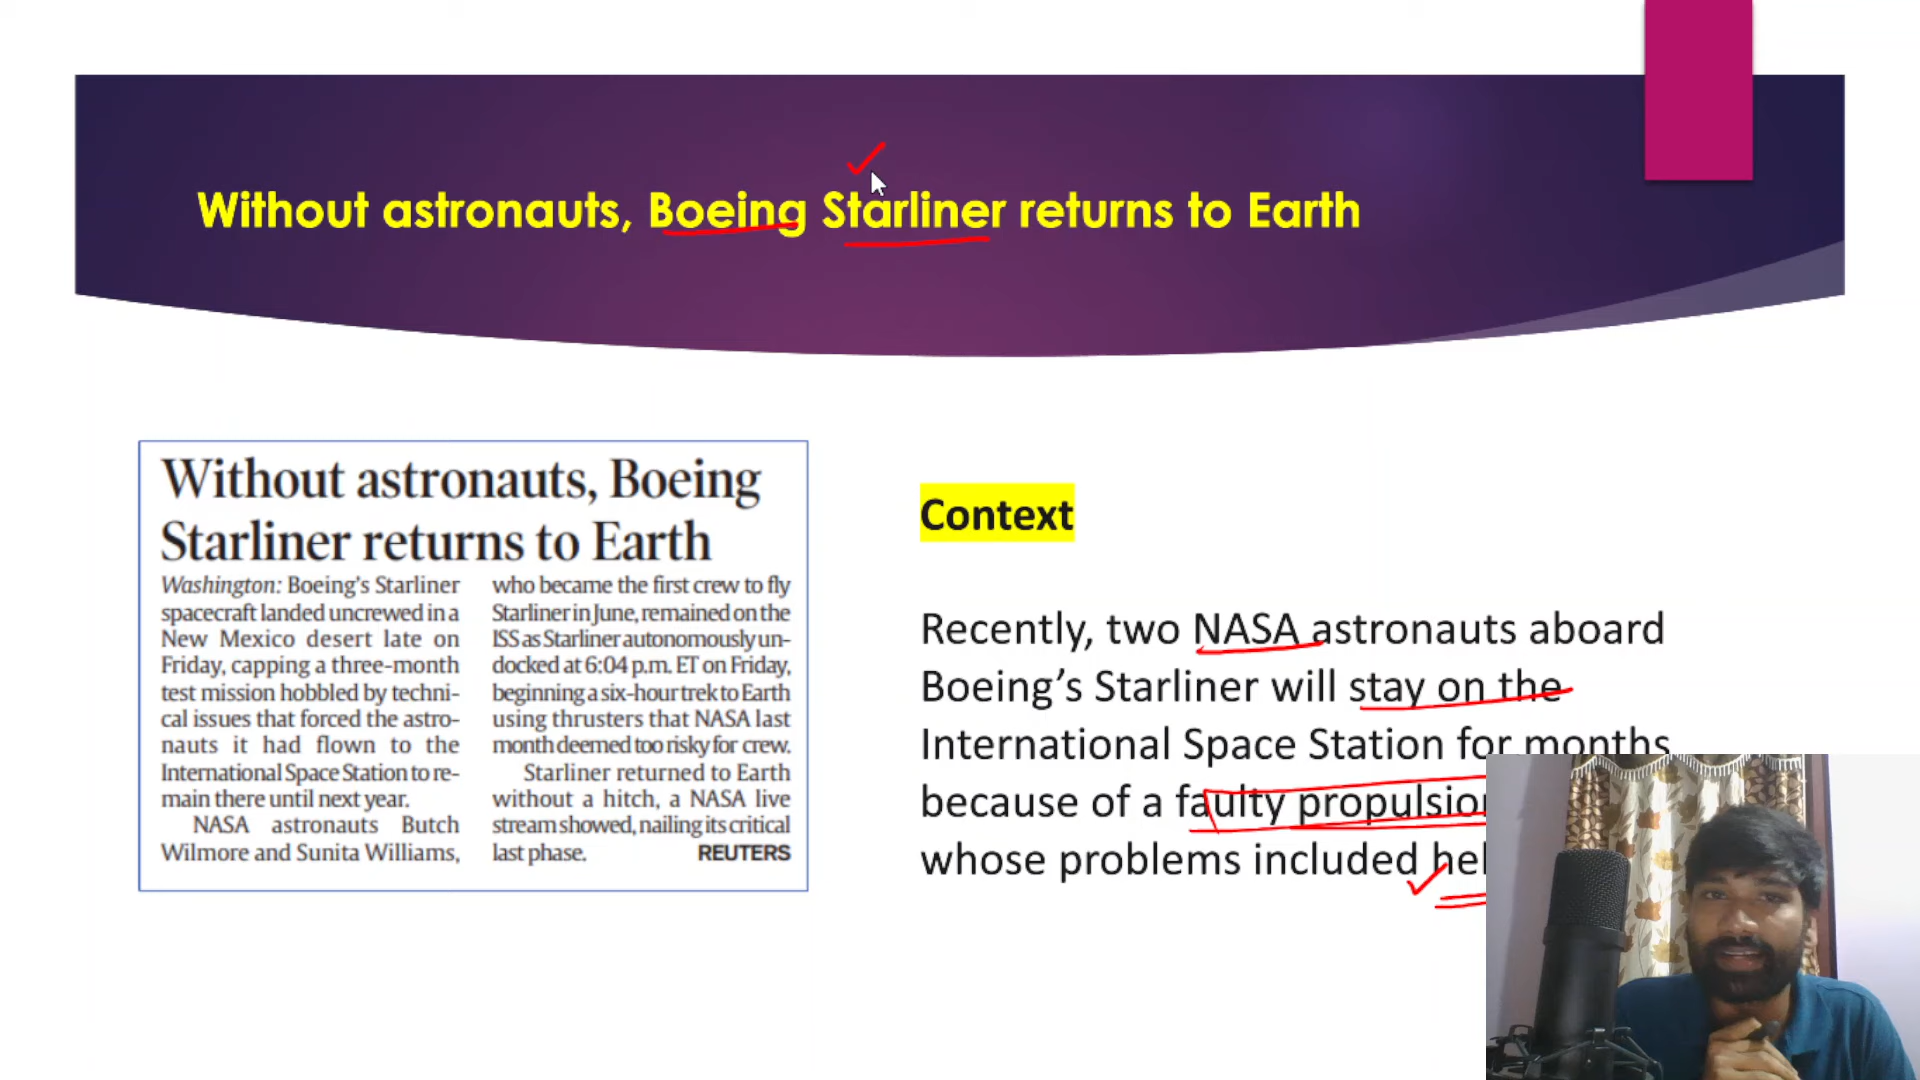 Without astronauts, Boeing Starliner returns to Earth
Without astronauts, Boeing
Starliner returns to Earth
Washington: Boeing's Starliner
spacecraft landed uncrewed in a
New Mexico desert late on
Friday, capping a three-month
test mission hobbled by techni-
cal issues that forced the astro-
nauts it had flown to the
International Space Station to re-
main there until next year.
NASA astronauts Butch
Wilmore and Sunita Williams,
who became the first crew to fly
Starliner in June, remained on the
ISS as Starliner autonomously un-
docked at 6:04 p.m. ET on Friday,
beginning a six-hour trek to Earth
using thrusters that NASA last
month deemed too risky for crew.
Starliner returned to Earth
without a hitch, a NASA live
stream showed, nailing its critical
last phase. REUTERS
Context
Recently, two NASA astronauts aboard
Boeing's Starliner will stay on the
International Space Station for months
because of a faulty
whose problems included